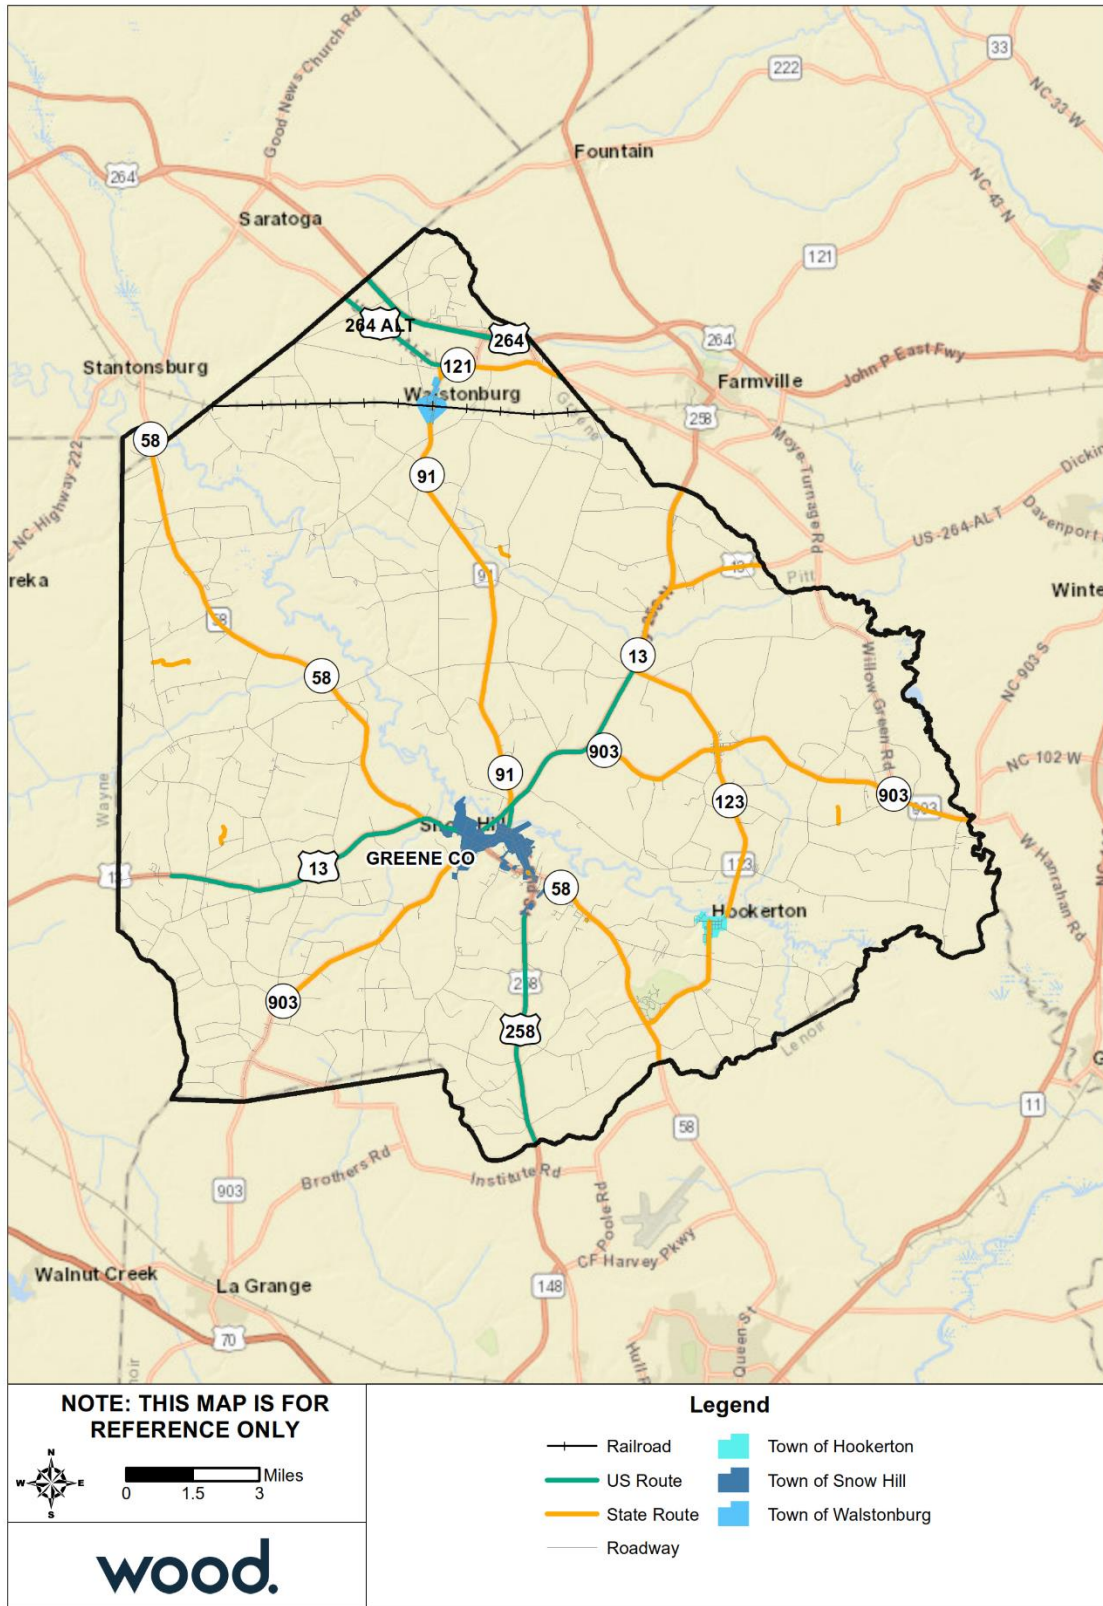 Good News Church Rd
33
222
NC-33-W
Fountain
264
NC-43-N
Saratoga
121
264 ALT
264
264
John P East Fwy
121
Stantonsburg
Walstonburg
Farmville
Greene
258
58
Moye-Turnage Rd
NC Highway 222
91
US-264-ALT
Davenport
13
Pitt
91
reka
Winte
58
13
Willow Green Rd
NC-903-S
58
903
NC 102 W
91
123
903
903
Wayne
Snow Hill
GREENE CO
13
13
123
W Hanrahan Rd
58
Hookerton
258
903
258
Lenoir
11
58
Brothers Rd
Institute Rd
903
Poole Rd
CF Harvey Pkwy
Walnut Creek
La Grange
148
70
Queen St
noir
NOTE: THIS MAP IS FOR
REFERENCE ONLY
N
W E
S
Miles
0 1.5 3
wood.
Legend
Railroad
US Route
State Route
Roadway
Town of Hookerton
Town of Snow Hill
Town of Walstonburg